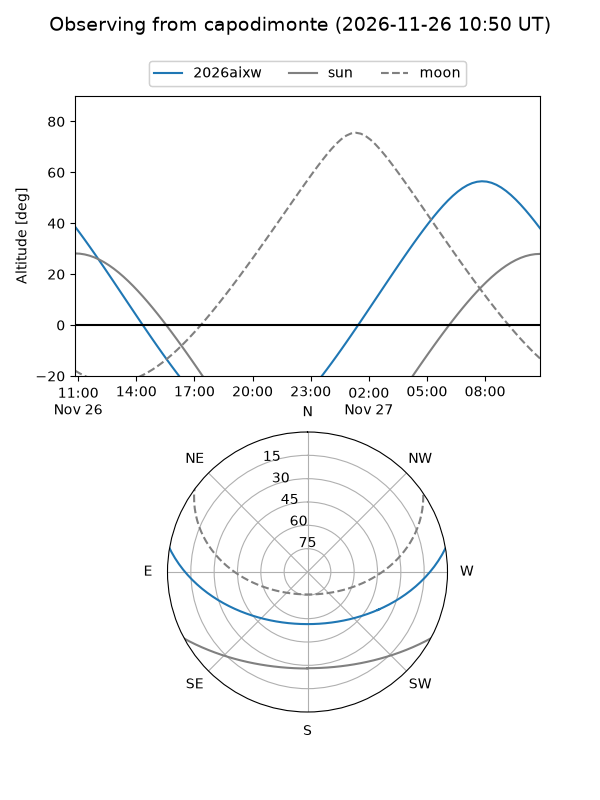 Observing from capodimonte (2026-11-26 10:50 UT)
2026aixw sun moon
Altitude [deg]
80
60
40
20
0
−20
11:00 14:00 17:00 20:00 23:00 02:00 05:00 08:00
Nov 26 Nov 27
N
NE NW
15
30
45
60
75
E W
SE SW
S